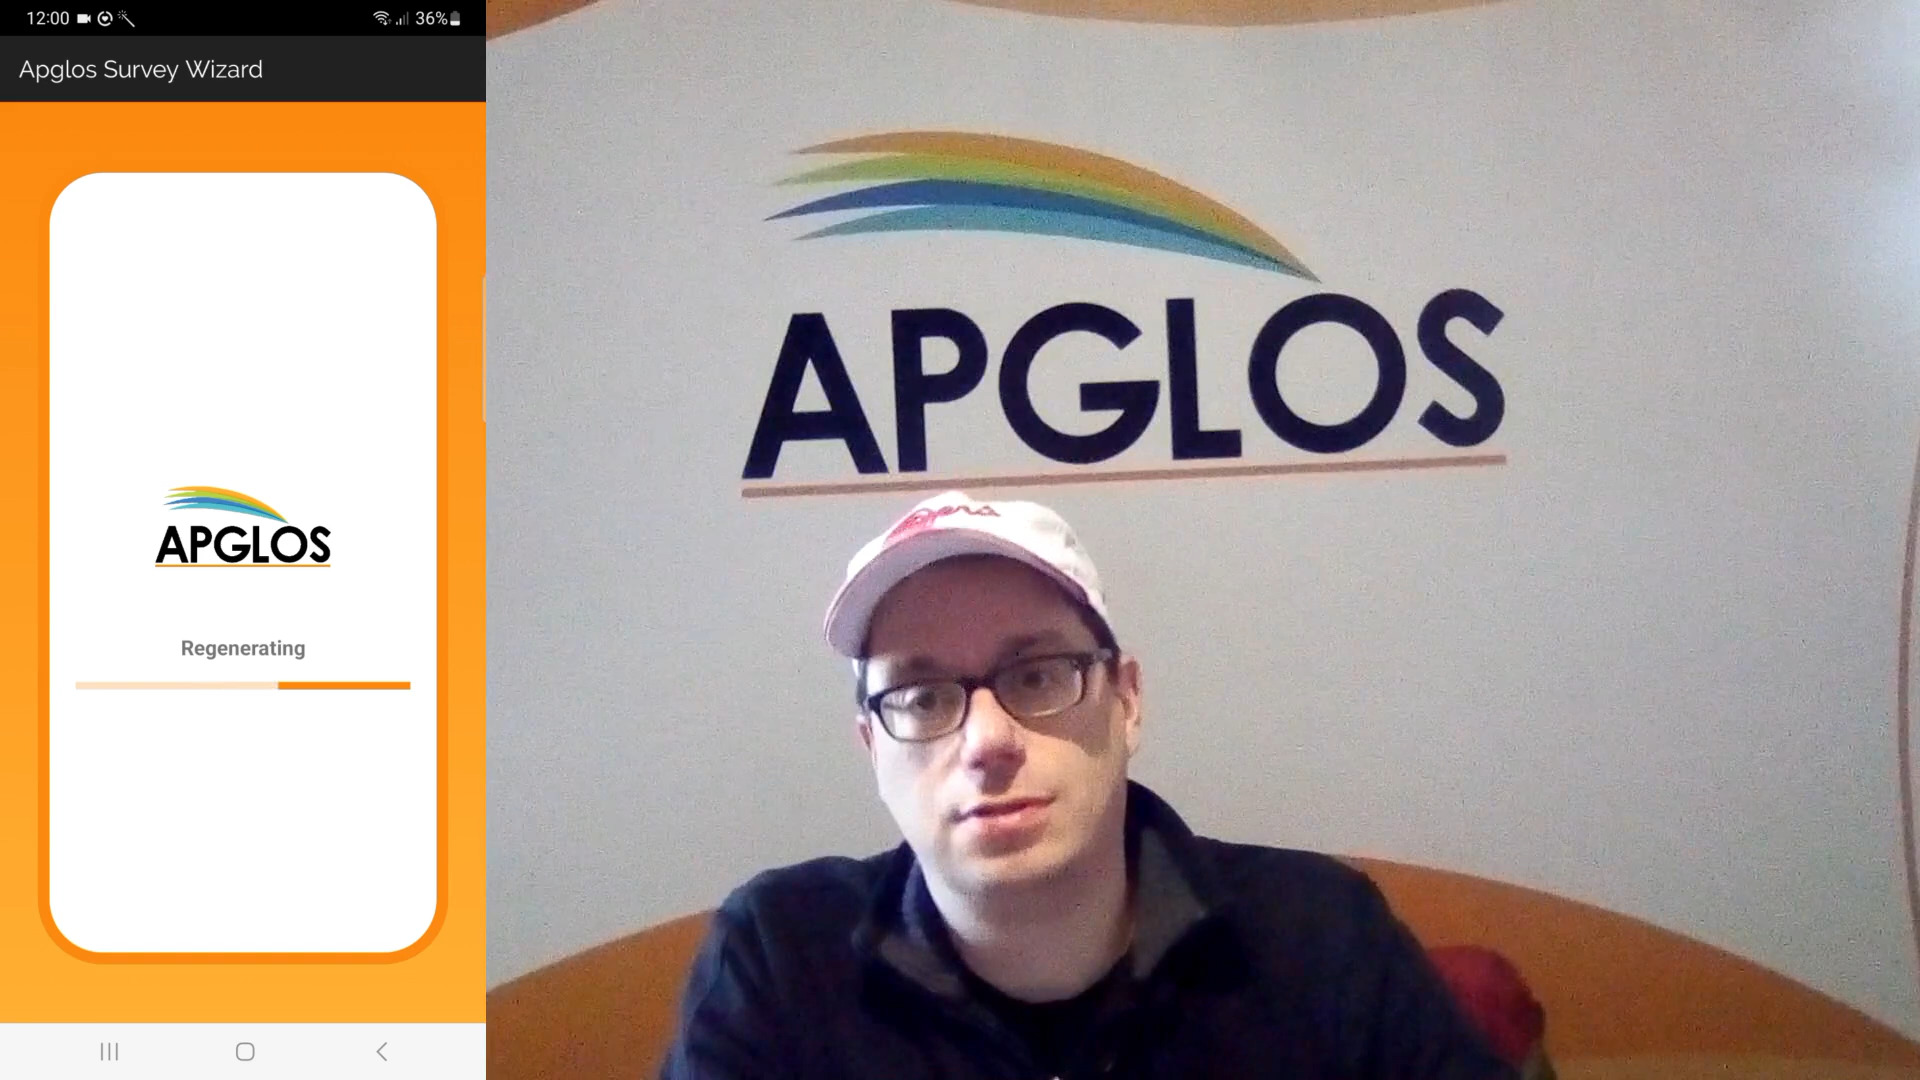 12:00
36%
Apglos Survey Wizard
APGLOS
Regenerating
APGLOS